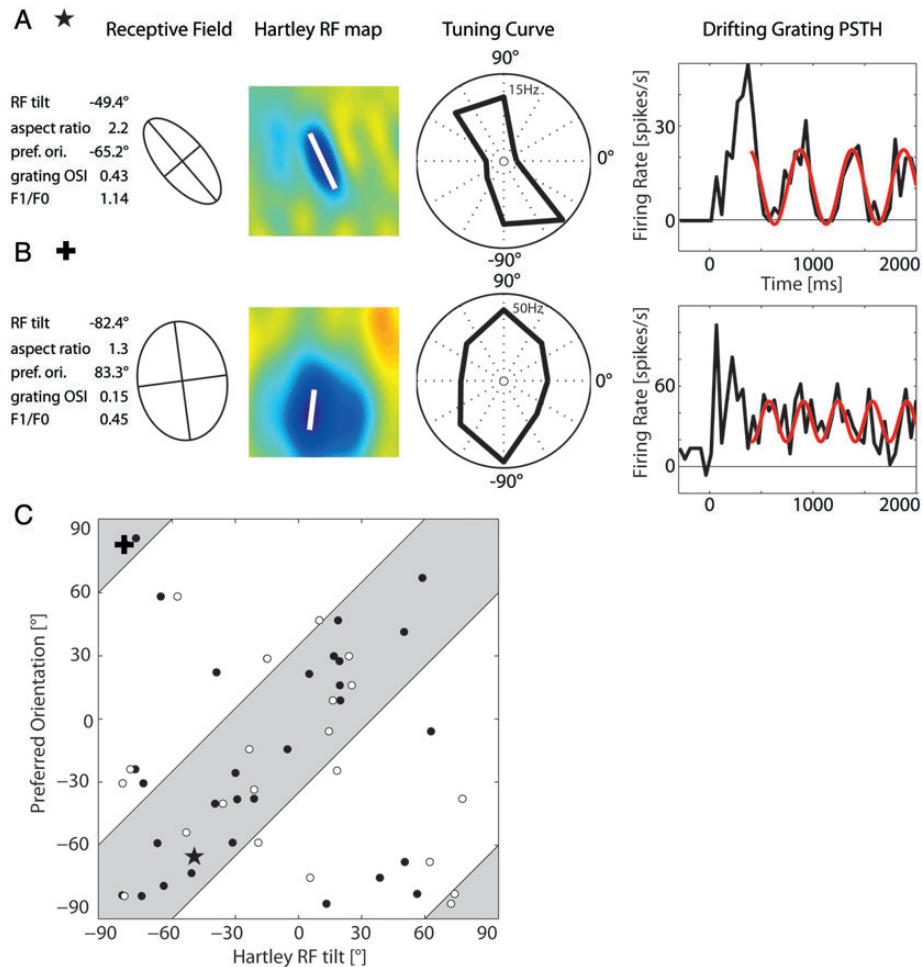 A ★ Receptive Field Hartley RF map Tuning Curve Drifting Grating PSTH
RF tilt -49.4°
aspect ratio 2.2
pref. ori. -65.2°
grating OSI 0.43
F1/F0 1.14
90°
15Hz
0°
-90°
Firing Rate [spikes/s]
30
0
0 1000 2000
Time [ms]
B ✚
RF tilt -82.4°
aspect ratio 1.3
pref. ori. 83.3°
grating OSI 0.15
F1/F0 0.45
90°
50Hz
0°
-90°
Firing Rate [spikes/s]
60
0
0 1000 2000
C
Preferred Orientation [°]
90
60
30
0
−30
−60
−90
−90 −60 −30 0 30 60 90
Hartley RF tilt [°]